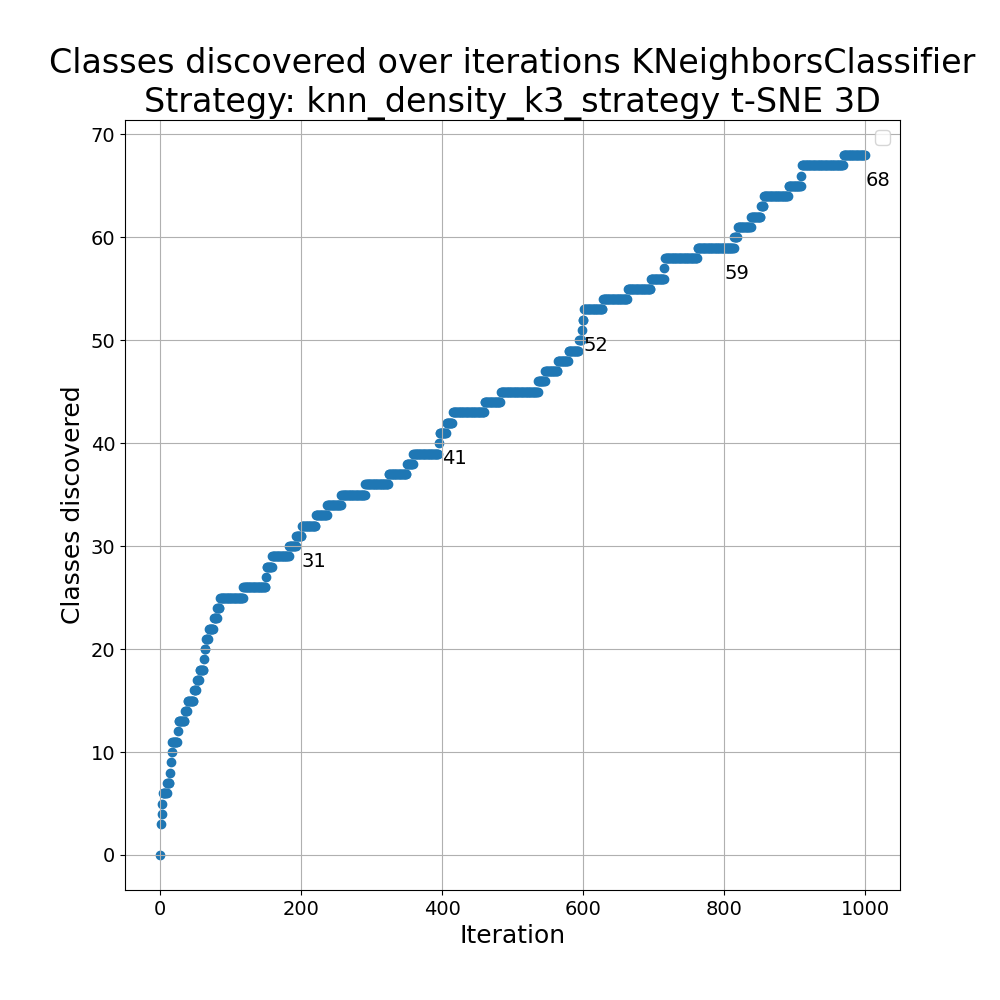 Classes discovered over iterations KNeighborsClassifier
Strategy: knn_density_k3_strategy t-SNE 3D
70
60
50
40
30
20
10
0
Classes discovered
31
41
52
59
68
0 200 400 600 800 1000
Iteration